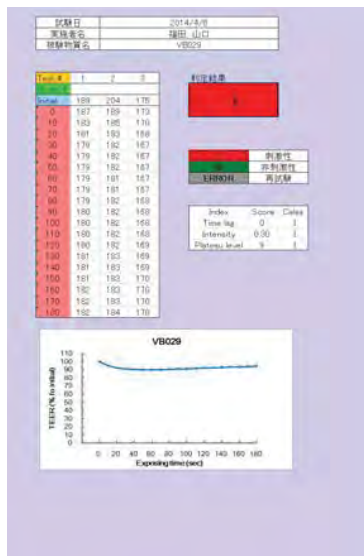 試験日 2014/4/8
実施者名 福田 山口
被験物質名 VB029
Test # 1 2 3
Initial 189 204 175
0 187 189 173
10 183 185 170
20 181 183 168
30 179 182 167
40 179 182 167
50 179 182 167
60 179 181 167
70 179 181 167
80 179 182 168
90 180 182 168
100 180 182 168
110 180 182 168
120 180 182 169
130 181 183 169
140 181 183 169
150 181 183 170
160 182 183 170
170 182 183 170
180 182 184 170
判定結果
刺激性
非刺激性
ERROR 再試験
Index Score
Time lag 0 1
Intensity 0.30 1
Plateau level 9 1
VB029
TEER (% to initial)
110
100
90
80
70
60
50
40
30
20
10
0
0 20 40 60 80 100 120 140 160 180
Exposing time (sec)